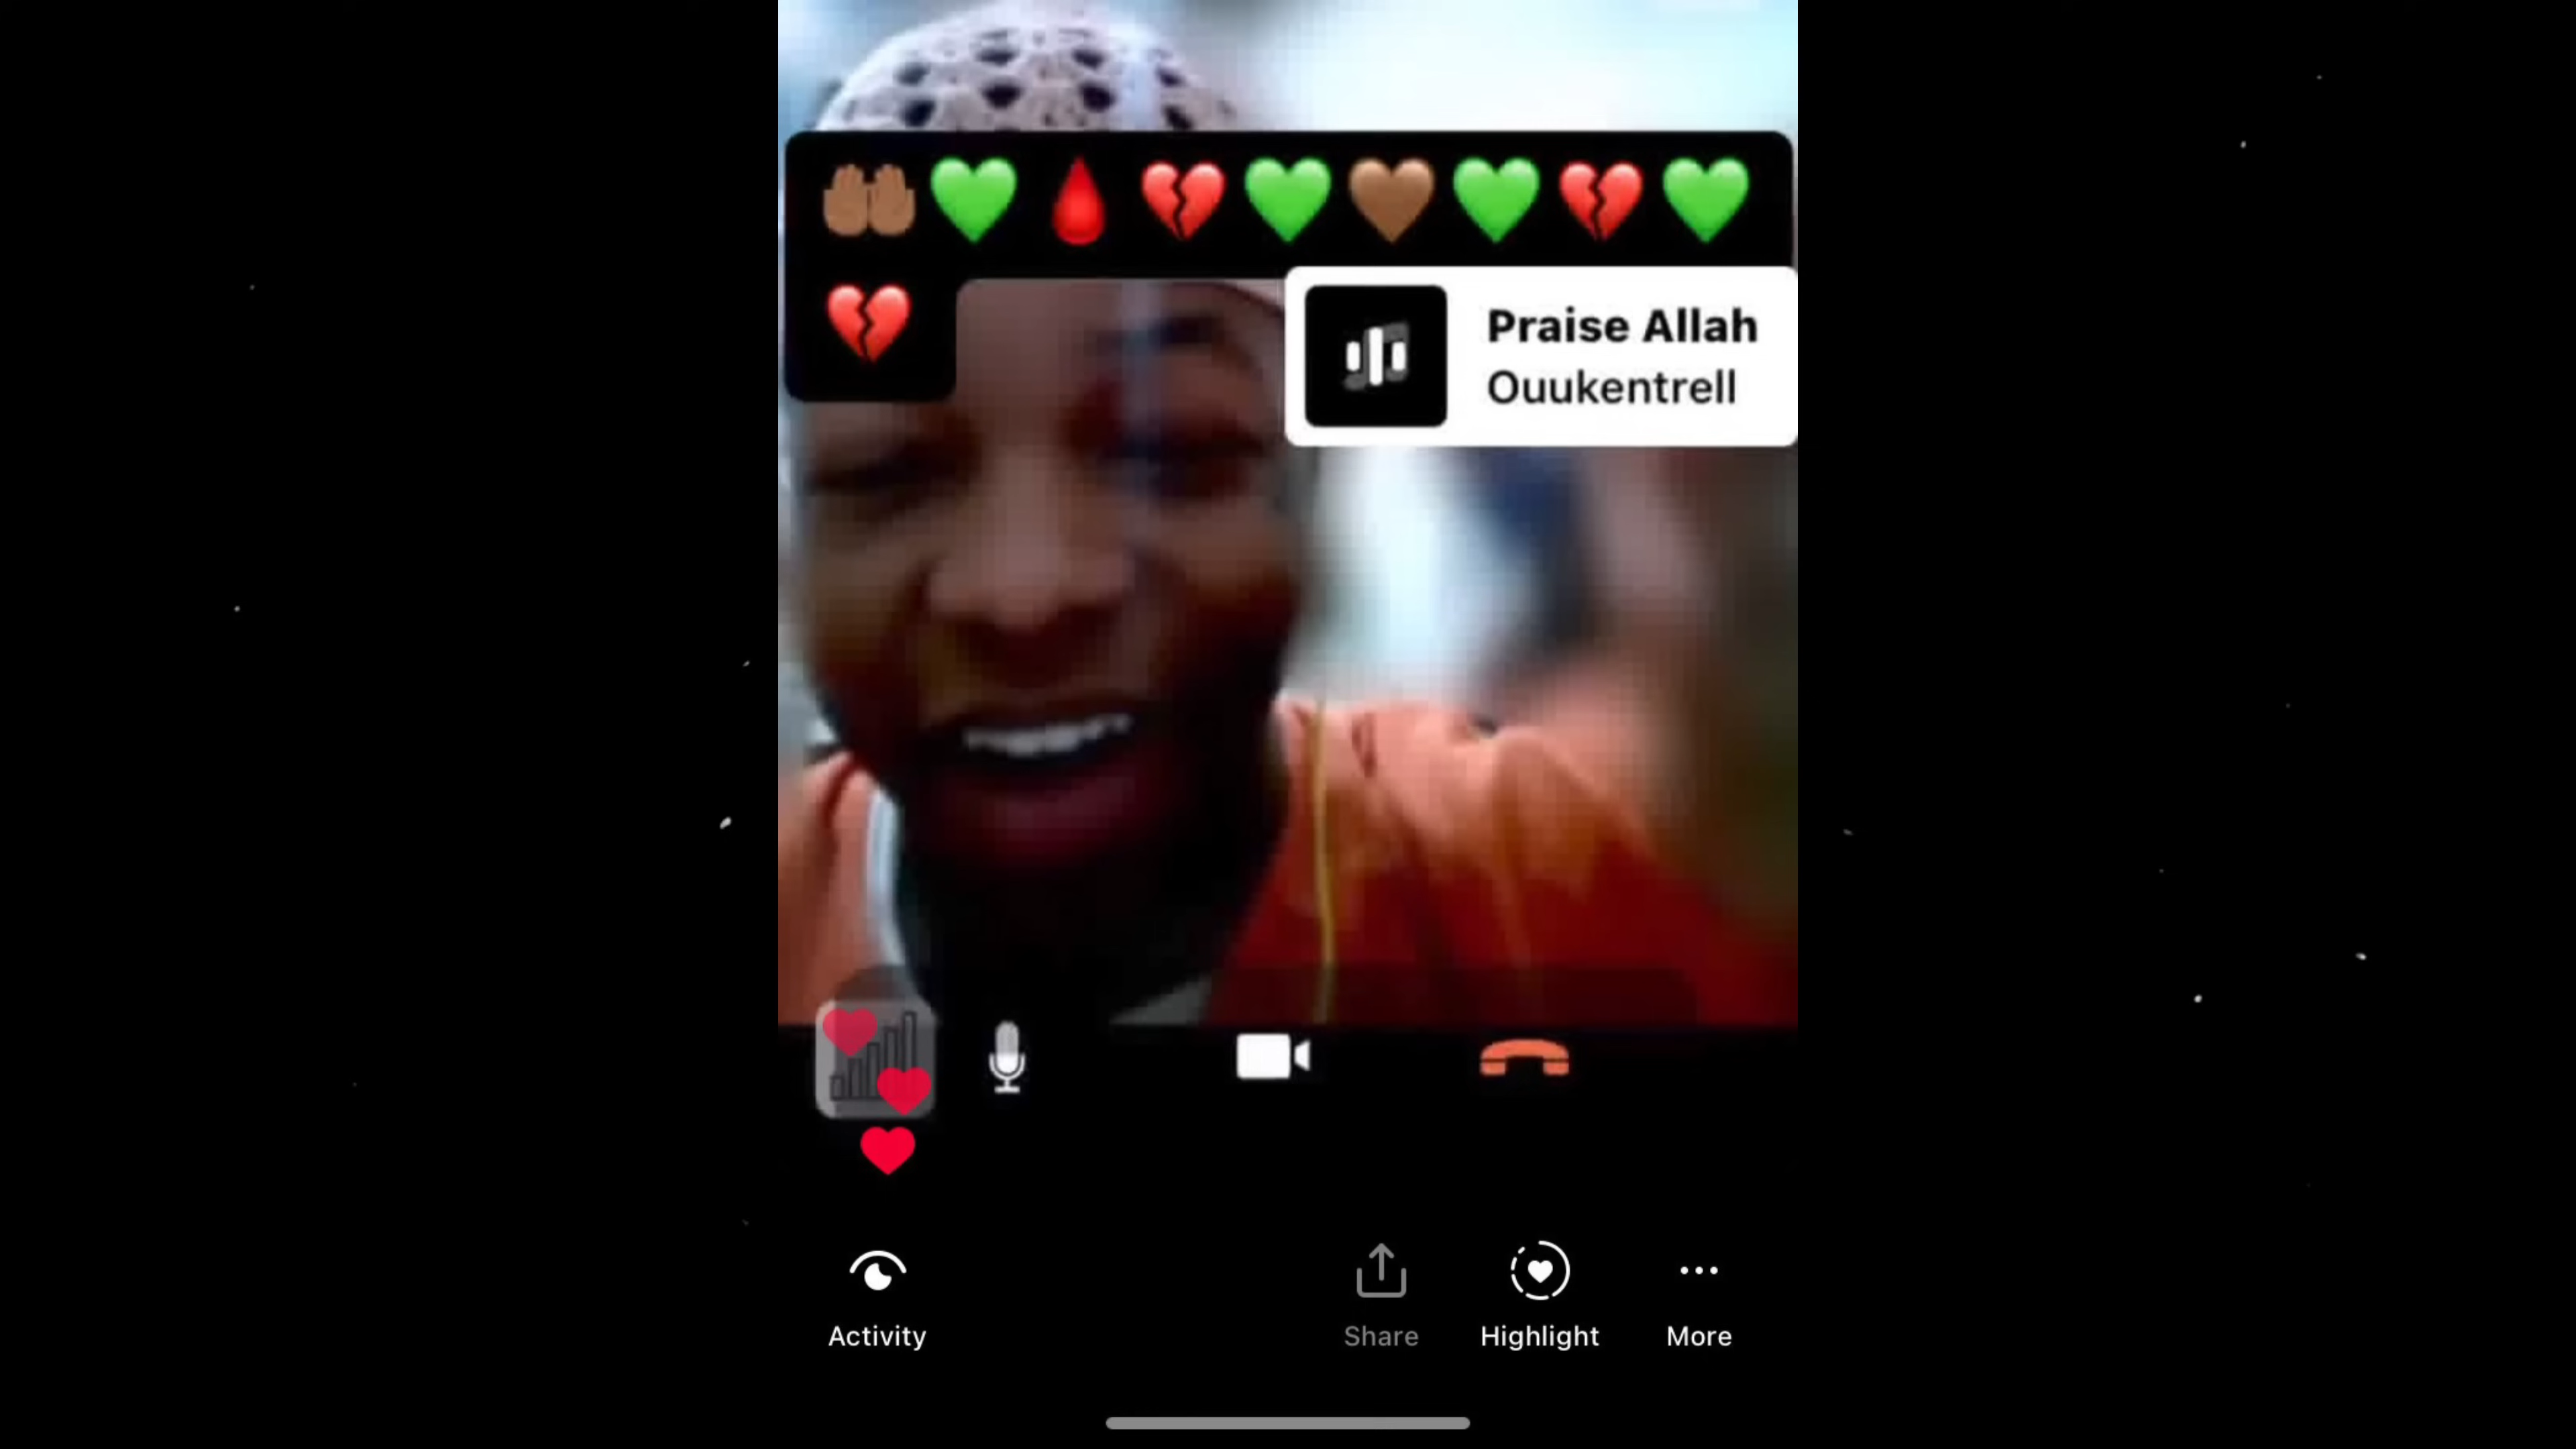 🤲🏾💚🩸💔💚🤎💚💔💚
💔
Praise Allah
Ouukentrell
Activity
Share
Highlight
More